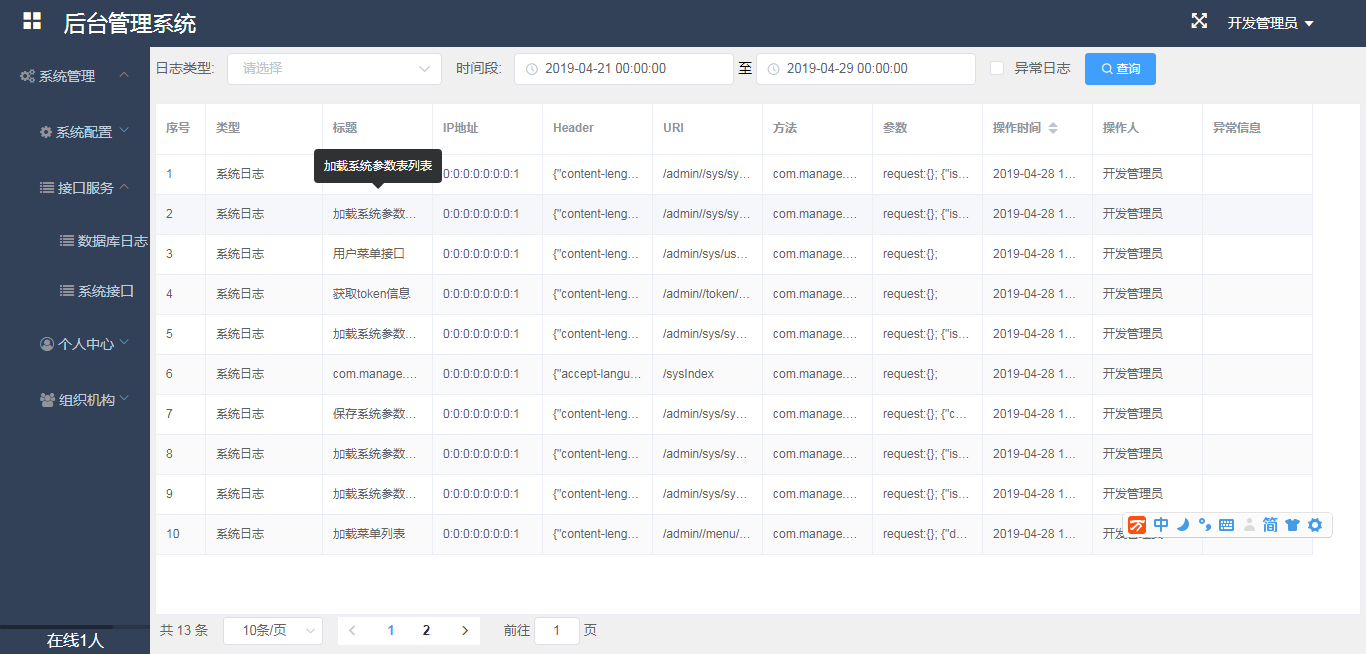 后台管理系统
开发管理员
系统管理
系统配置
接口服务
数据库日志
系统接口
个人中心
组织机构
在线1人
日志类型: 请选择 时间段: 2019-04-21 00:00:00 至 2019-04-29 00:00:00 异常日志 查询
序号 类型 标题 IP地址 Header URI 方法 参数 操作时间 操作人 异常信息
加载系统参数表列表
1 系统日志 0:0:0:0:0:0:0:1 {"content-leng... /admin//sys/sy... com.manage.... request:{}; {"is... 2019-04-28 1... 开发管理员
2 系统日志 加载系统参数... 0:0:0:0:0:0:0:1 {"content-leng... /admin//sys/sy... com.manage.... request:{}; {"is... 2019-04-28 1... 开发管理员
3 系统日志 用户菜单接口 0:0:0:0:0:0:0:1 {"content-leng... /admin/sys/us... com.manage.... request:{}; 2019-04-28 1... 开发管理员
4 系统日志 获取token信息 0:0:0:0:0:0:0:1 {"content-leng... /admin//token/... com.manage.... request:{}; 2019-04-28 1... 开发管理员
5 系统日志 加载系统参数... 0:0:0:0:0:0:0:1 {"content-leng... /admin/sys/sy... com.manage.... request:{}; {"is... 2019-04-28 1... 开发管理员
6 系统日志 com.manage.... 0:0:0:0:0:0:0:1 {"accept-langu... /sysIndex com.manage.... request:{}; 2019-04-28 1... 开发管理员
7 系统日志 保存系统参数... 0:0:0:0:0:0:0:1 {"content-leng... /admin/sys/sy... com.manage.... request:{}; {"c... 2019-04-28 1... 开发管理员
8 系统日志 加载系统参数... 0:0:0:0:0:0:0:1 {"content-leng... /admin/sys/sy... com.manage.... request:{}; {"is... 2019-04-28 1... 开发管理员
9 系统日志 加载系统参数... 0:0:0:0:0:0:0:1 {"content-leng... /admin/sys/sy... com.manage.... request:{}; {"is... 2019-04-28 1... 开发管理员
10 系统日志 加载菜单列表 0:0:0:0:0:0:0:1 {"content-leng... /admin//menu/... com.manage.... request:{}; {"d... 2019-04-28 1... 开发管理员
中 简
共 13 条 10条/页 1 2 前往 1 页